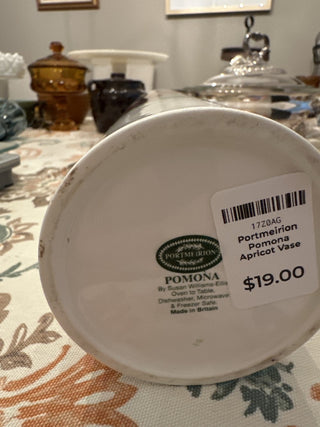 PORTMEIRION
POMONA
By Susan Williams-Ellis
Oven to Table,
Dishwasher, Microwave
& Freezer Safe.
Made in Britain
17Z0AG
Portmeirion
Pomona
Apricot Vase
$19.00